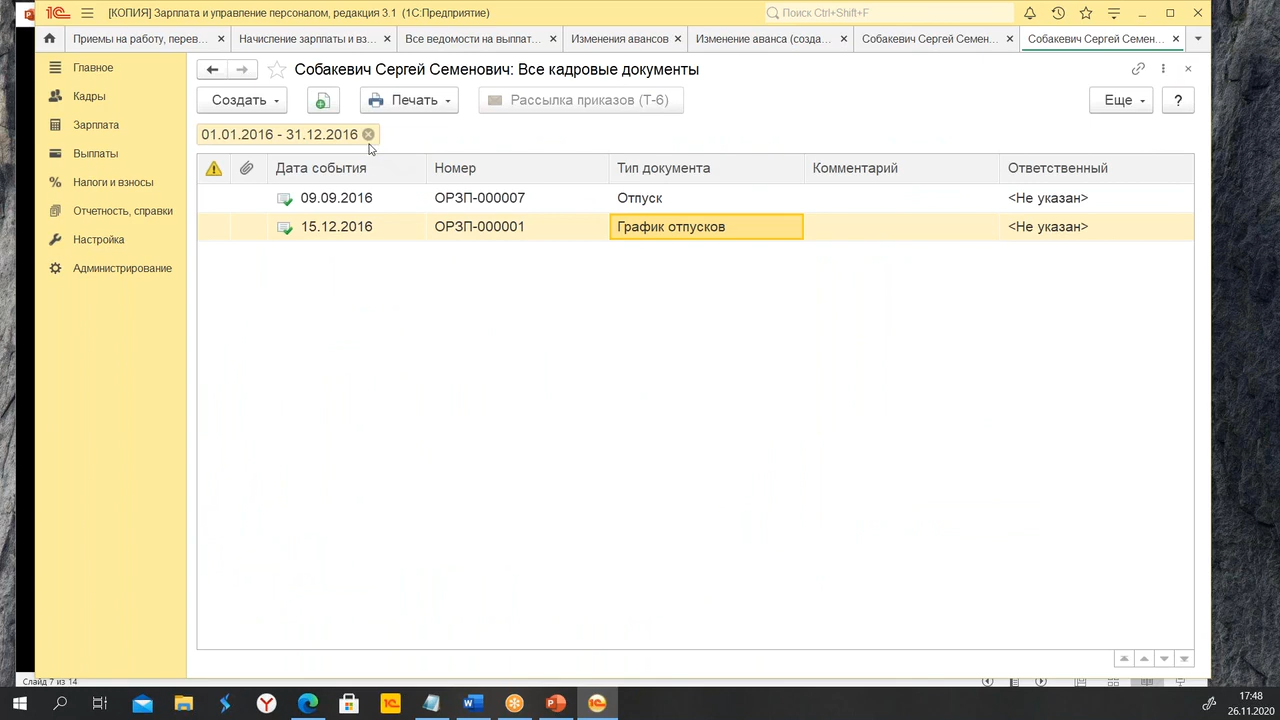 [КОПИЯ] Зарплата и управление персоналом, редакция 3.1 (1С:Предприятие)
Поиск Ctrl+Shift+F
Приемы на работу, перев...
Начисление зарплаты и вз...
Все ведомости на выплат...
Изменения авансов
Изменение аванса (созда...
Собакевич Сергей Семен...
Собакевич Сергей Семен...
Главное
Кадры
Зарплата
Выплаты
Налоги и взносы
Отчетность, справки
Настройка
Администрирование
Собакевич Сергей Семенович: Все кадровые документы
Создать
Печать
Рассылка приказов (Т-6)
Еще
?
01.01.2016 - 31.12.2016
Дата события
Номер
Тип документа
Комментарий
Ответственный
09.09.2016
ОРЗП-000007
Отпуск
<Не указан>
15.12.2016
ОРЗП-000001
График отпусков
<Не указан>
Слайд 7 из 14
17:48
26.11.2020